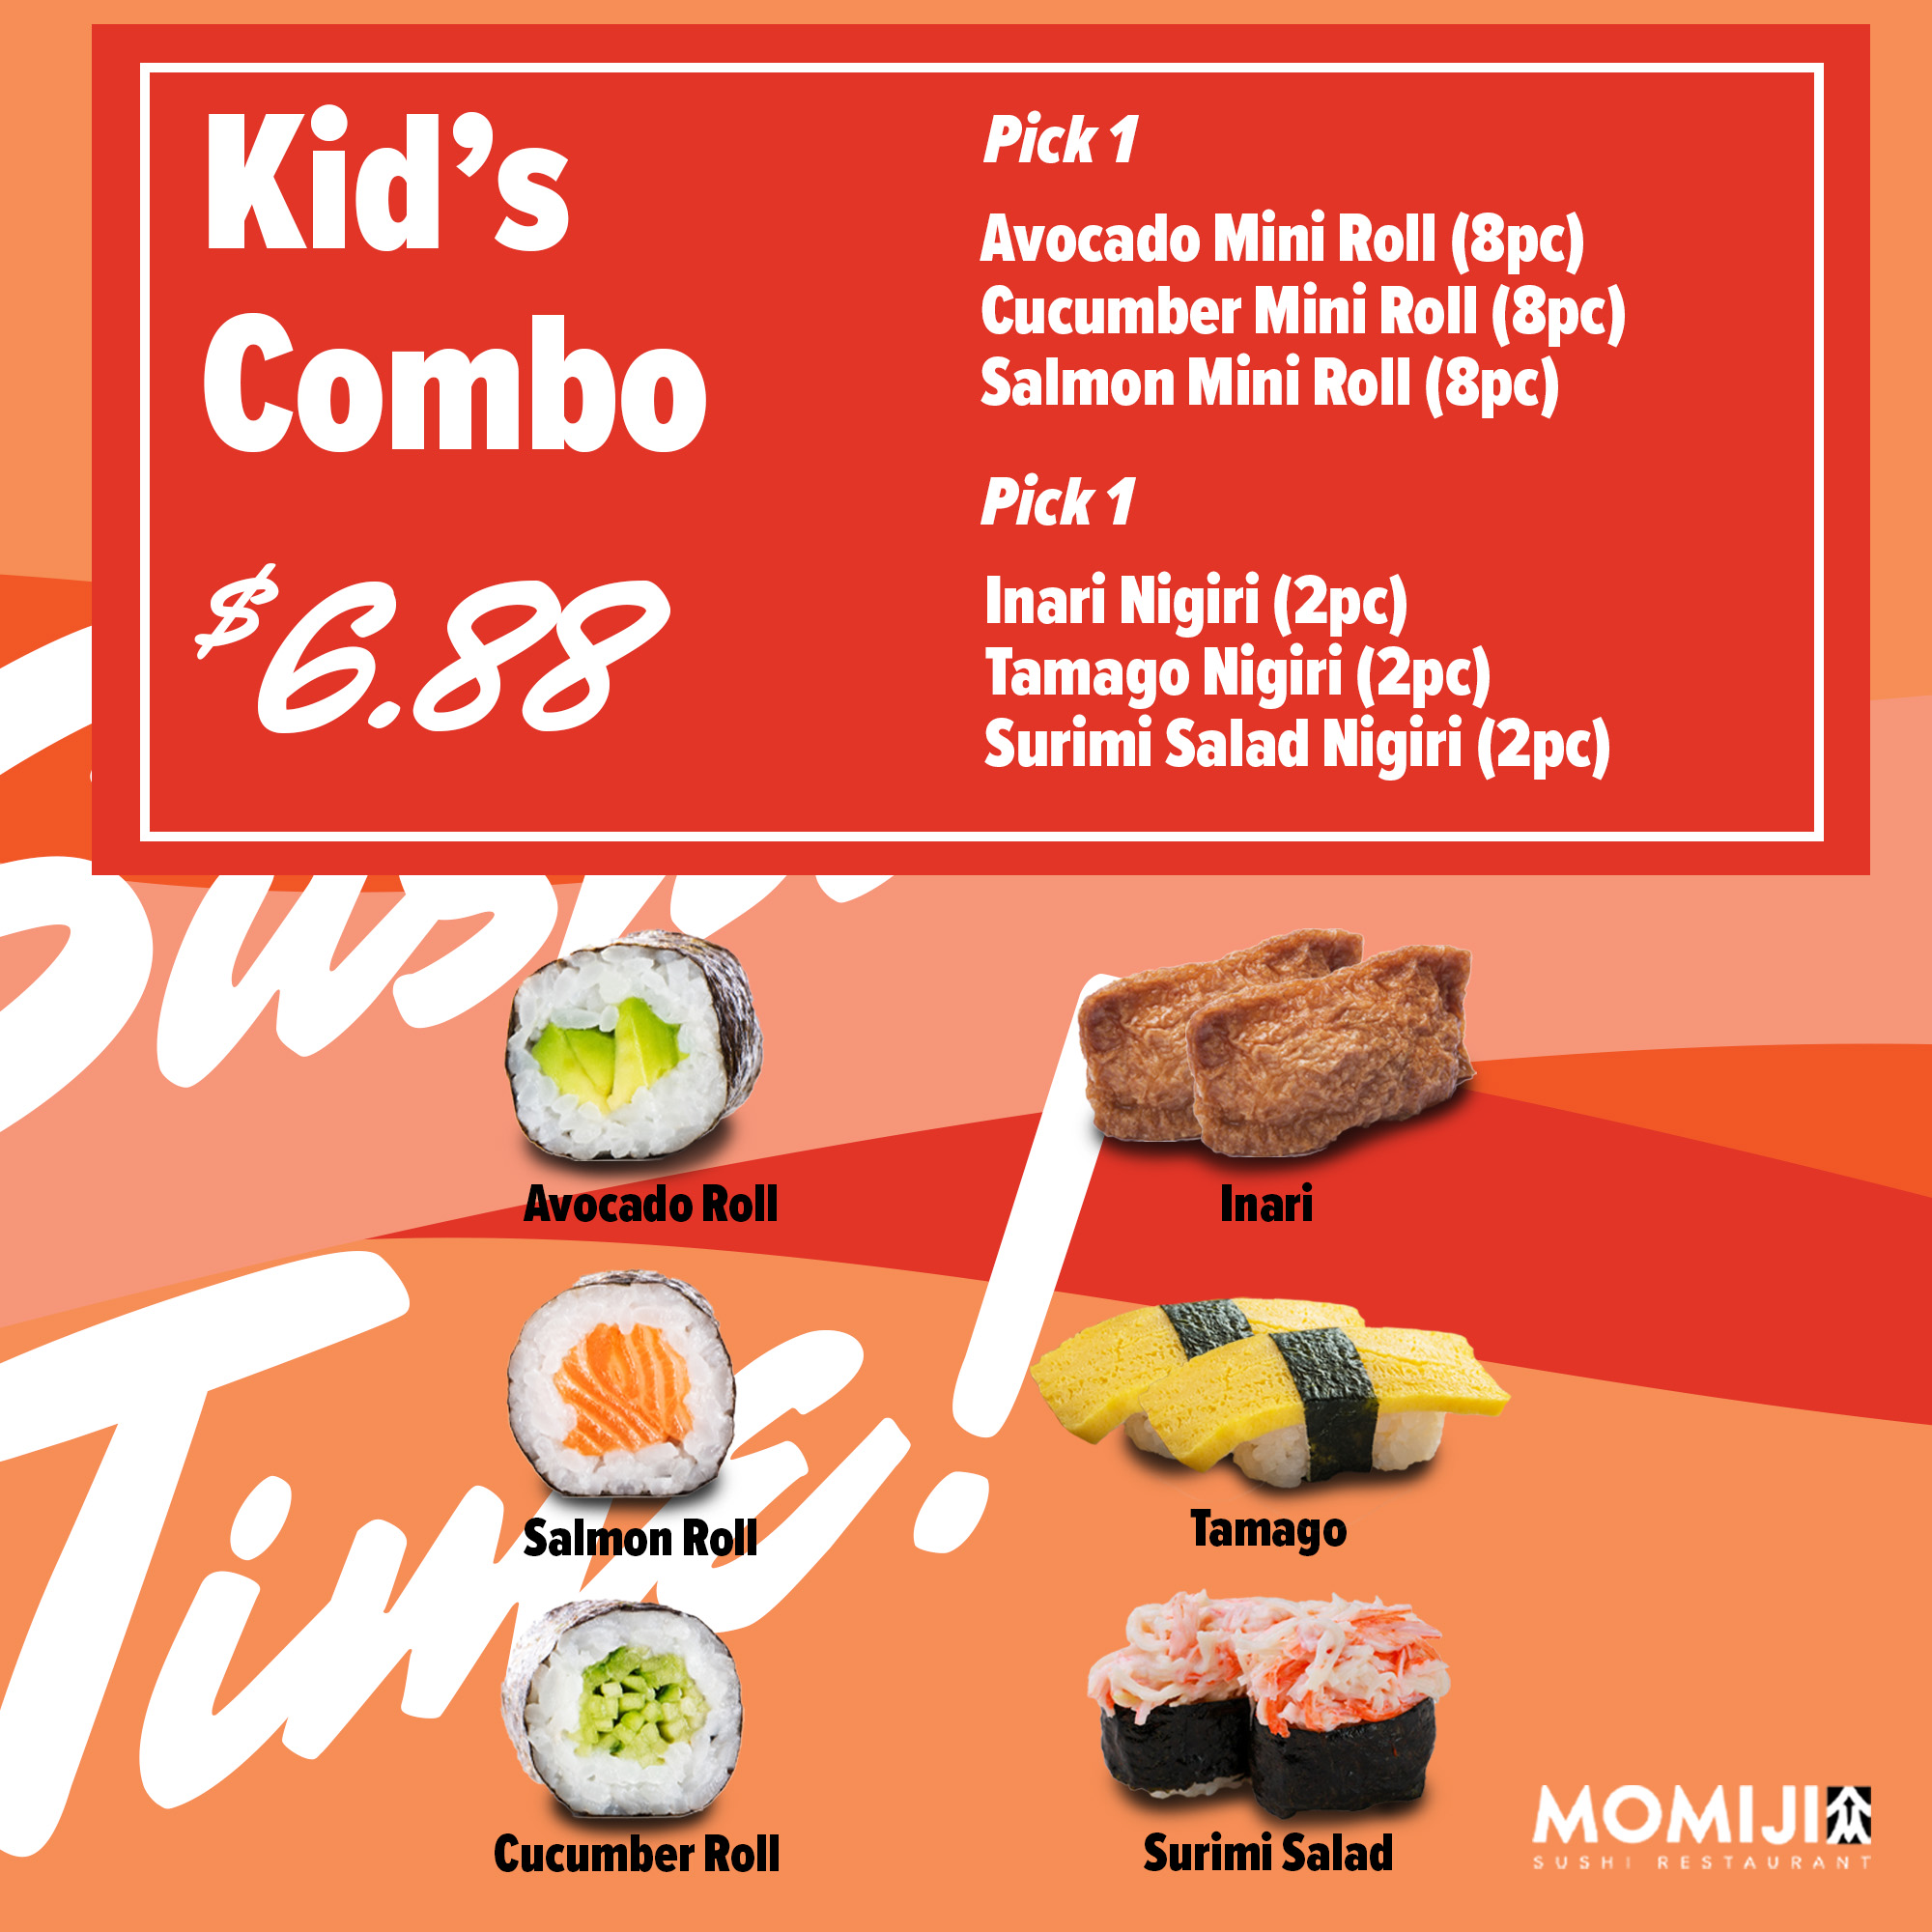 Kid's
Combo
$6.88
Pick 1
Avocado Mini Roll (8pc)
Cucumber Mini Roll (8pc)
Salmon Mini Roll (8pc)
Pick 1
Inari Nigiri (2pc)
Tamago Nigiri (2pc)
Surimi Salad Nigiri (2pc)
Sushi
Time!
Avocado Roll
Inari
Salmon Roll
Tamago
Cucumber Roll
Surimi Salad
MOMIJI
SUSHI RESTAURANT